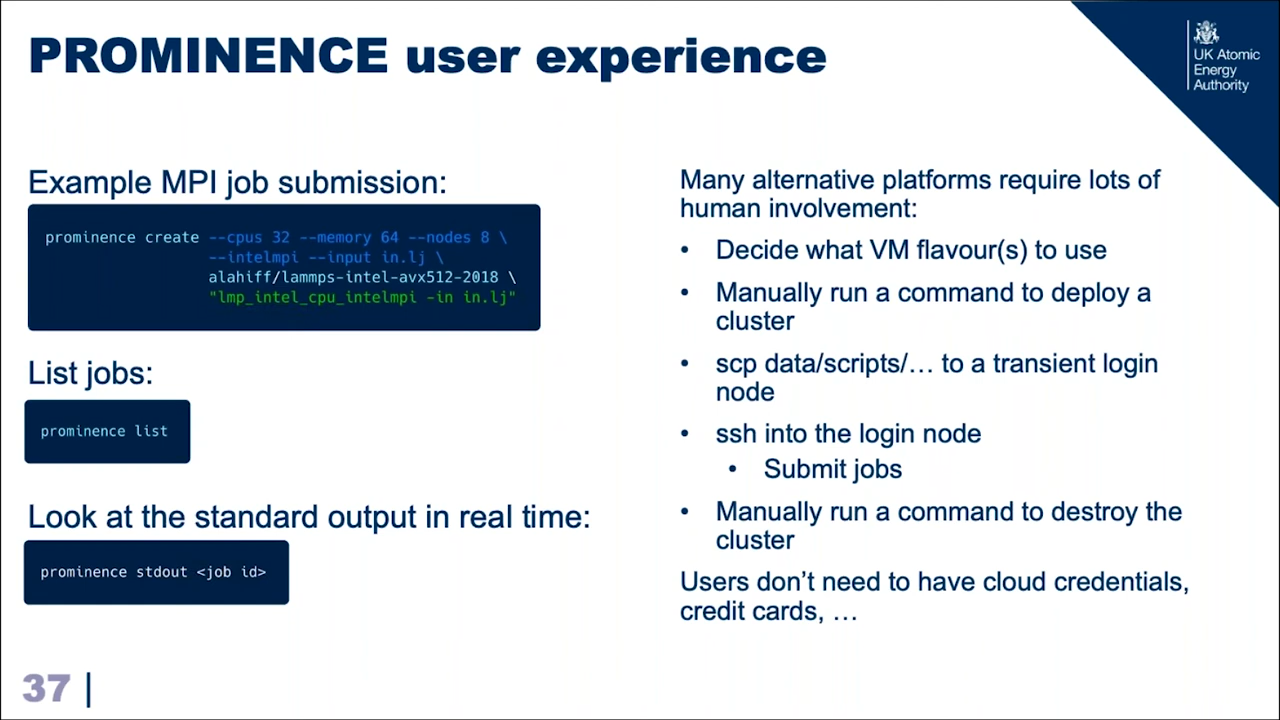 PROMINENCE user experience
UK Atomic
Energy
Authority
Example MPI job submission:
prominence create --cpus 32 --memory 64 --nodes 8 \
--intelmpi --input in.lj \
alahiff/lammps-intel-avx512-2018 \
"lmp_intel_cpu_intelmpi -in in.lj"
List jobs:
prominence list
Look at the standard output in real time:
prominence stdout <job id>
Many alternative platforms require lots of
human involvement:
• Decide what VM flavour(s) to use
• Manually run a command to deploy a
cluster
• scp data/scripts/… to a transient login
node
• ssh into the login node
• Submit jobs
• Manually run a command to destroy the
cluster
Users don’t need to have cloud credentials,
credit cards, …
37 |